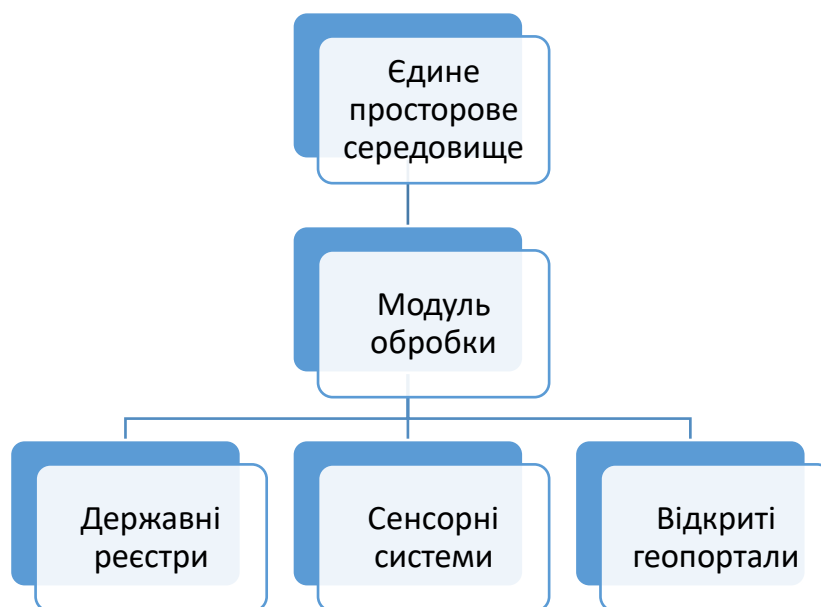 Єдине
просторове
середовище
Модуль
обробки
Державні
реєстри
Сенсорні
системи
Відкриті
геопортали